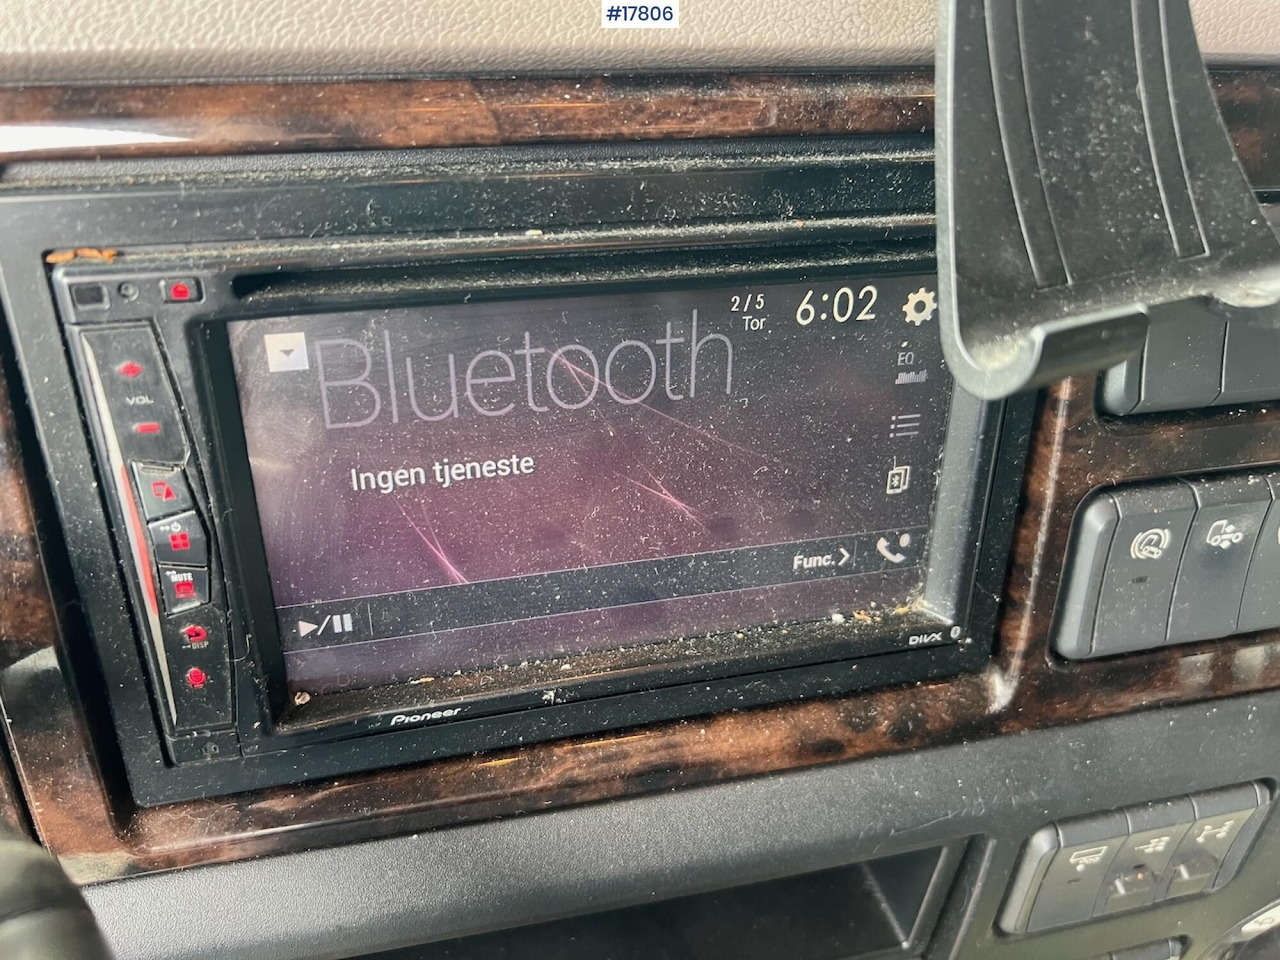 #17806
2/5
Tor
6:02
Bluetooth
EQ
VOL
Ingen tjeneste
MUTE
Func.
DISP
DIVX
Pioneer